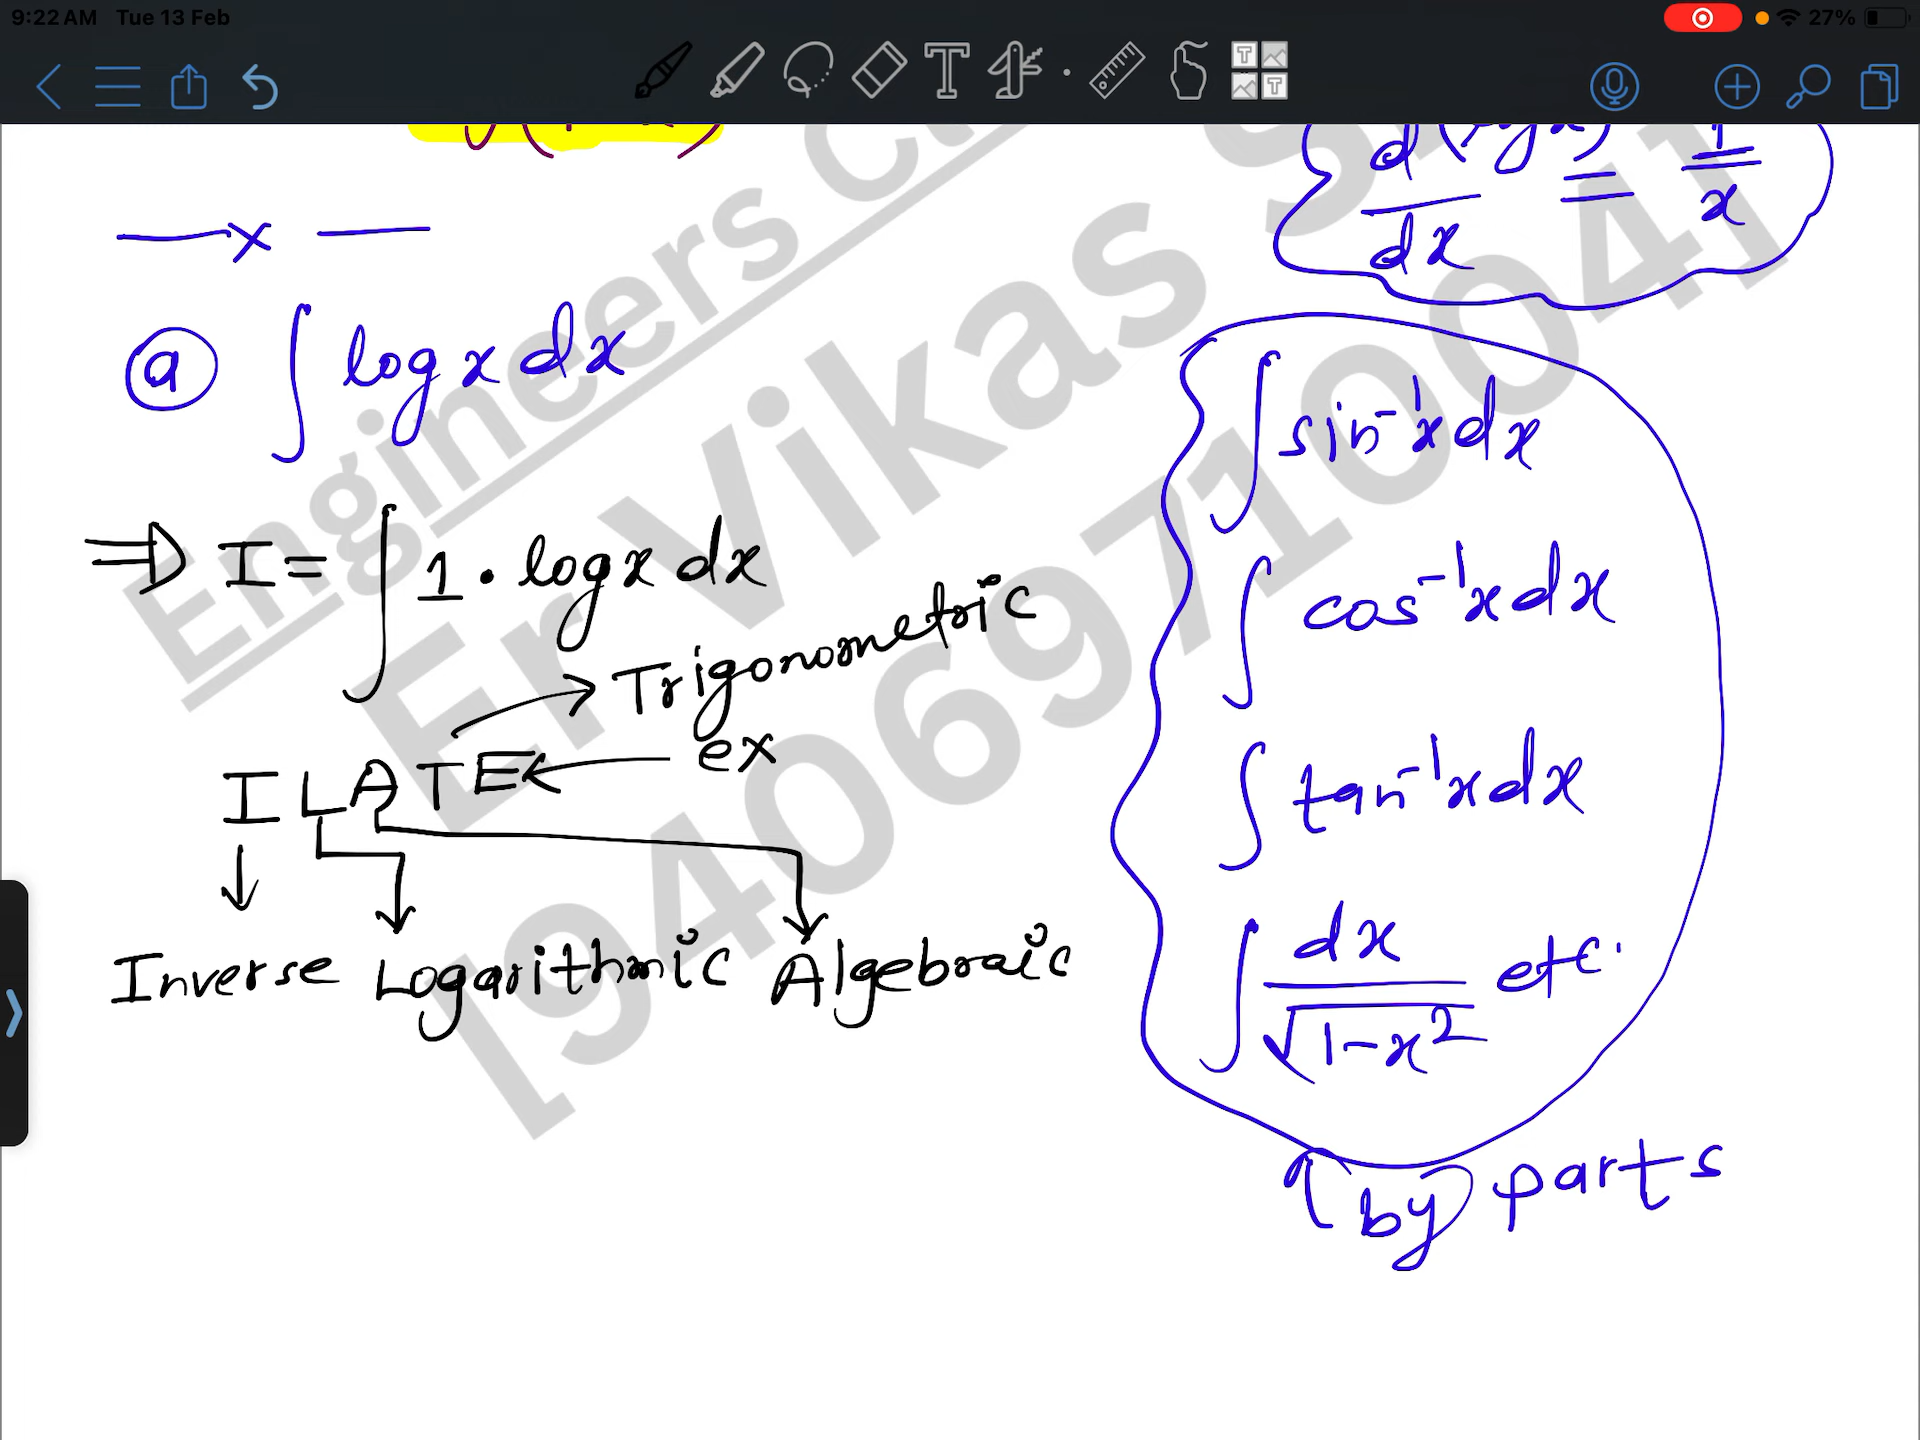 9:22 AM Tue 13 Feb
27%
d 1
dx x
x
ⓐ ∫ log x dx
⇒ I = ∫ 1 . log x dx
Trigonometric
I L A T E ex
Inverse Logarithmic Algebraic
∫ sin⁻¹x dx
∫ cos⁻¹x dx
∫ tan⁻¹x dx
∫ dx/√1-x² etc.
by parts
Engineers
Er Vikas
[9406971004]